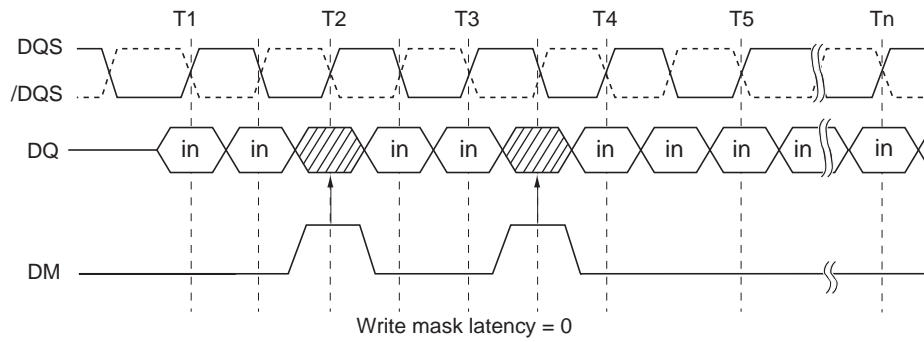 T1 T2 T3 T4 T5 Tn
DQS
/DQS
DQ in in in in in in in in in
DM
Write mask latency = 0